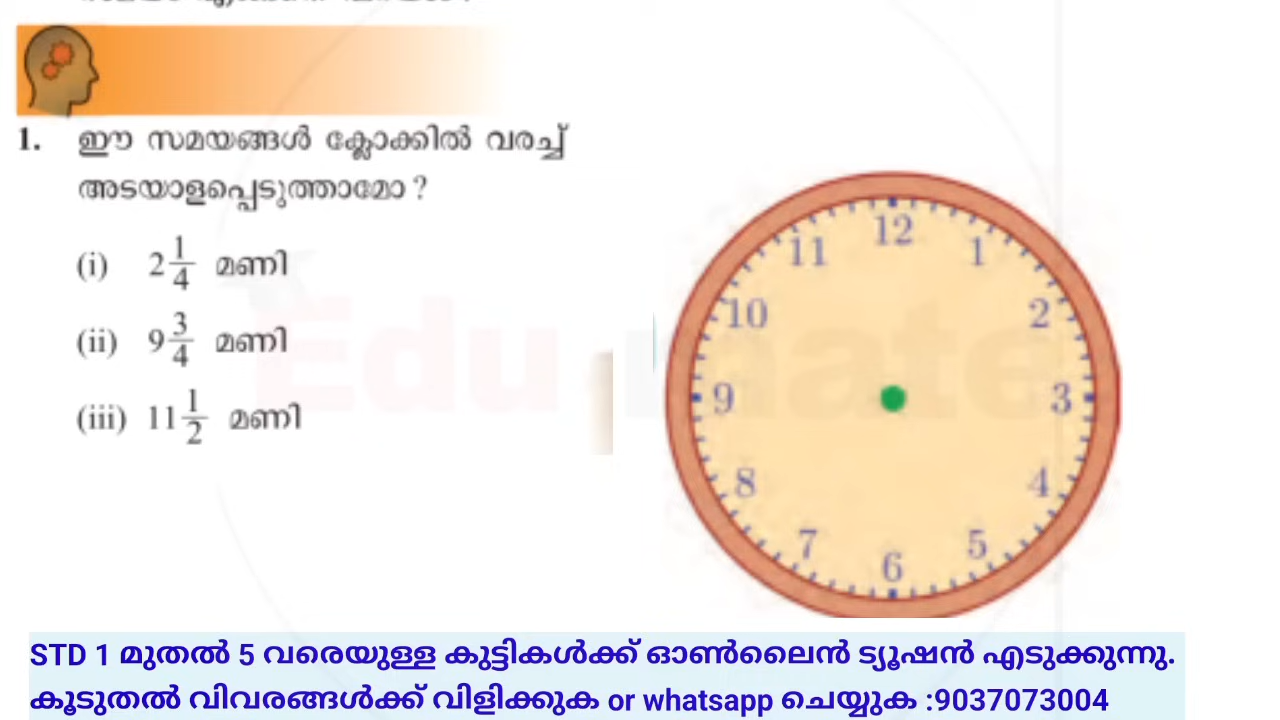 1. ഈ സമയങ്ങൾ ക്ലോക്കിൽ വരച്ച്
അടയാളപ്പെടുത്താമോ ?
(i) 2 1/4 മണി
(ii) 9 3/4 മണി
(iii) 11 1/2 മണി
12
11 1
10 2
9 3
8 4
7 5
6
Edu mate
STD 1 മുതൽ 5 വരെയുള്ള കുട്ടികൾക്ക് ഓൺലൈൻ ട്യൂഷൻ എടുക്കുന്നു.
കൂടുതൽ വിവരങ്ങൾക്ക് വിളിക്കുക or whatsapp ചെയ്യുക :9037073004